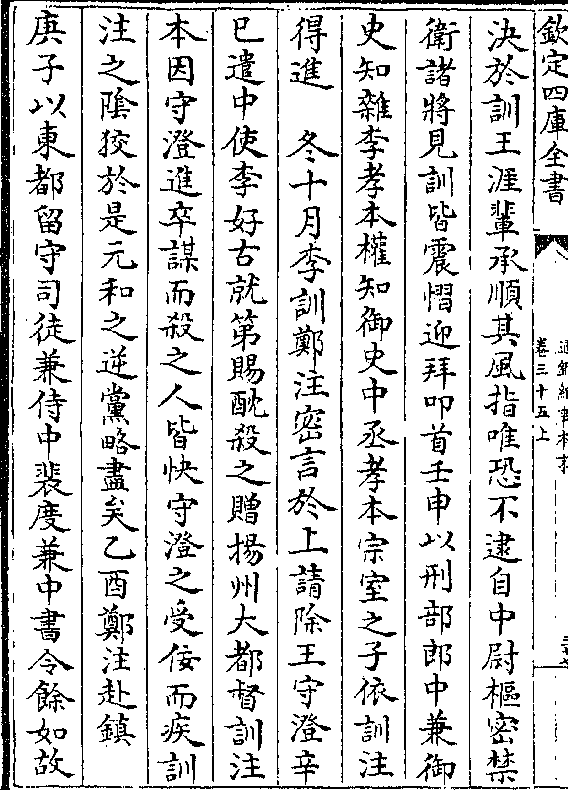 欽定四庫全書
卷三十五上
決於訓王涯輩承順其風指唯恐不逮自中尉樞密禁
衛諸將見訓皆震慴迎拜叩首壬申以刑部郎中兼御
史知雜李孝本權知御史中丞孝本宗室之子依訓注
得進　冬十月李訓鄭注密言於上請除王守澄辛
巳遣中使李好古就第賜酖殺之贈揚州大都督訓注
本因守澄進卒謀而殺之人皆快守澄之受佞而疾訓
注之隂狡於是元和之逆黨略盡矣乙酉鄭注赴鎮
庚子以東都留守司徒兼侍中裴度兼中書令餘如故